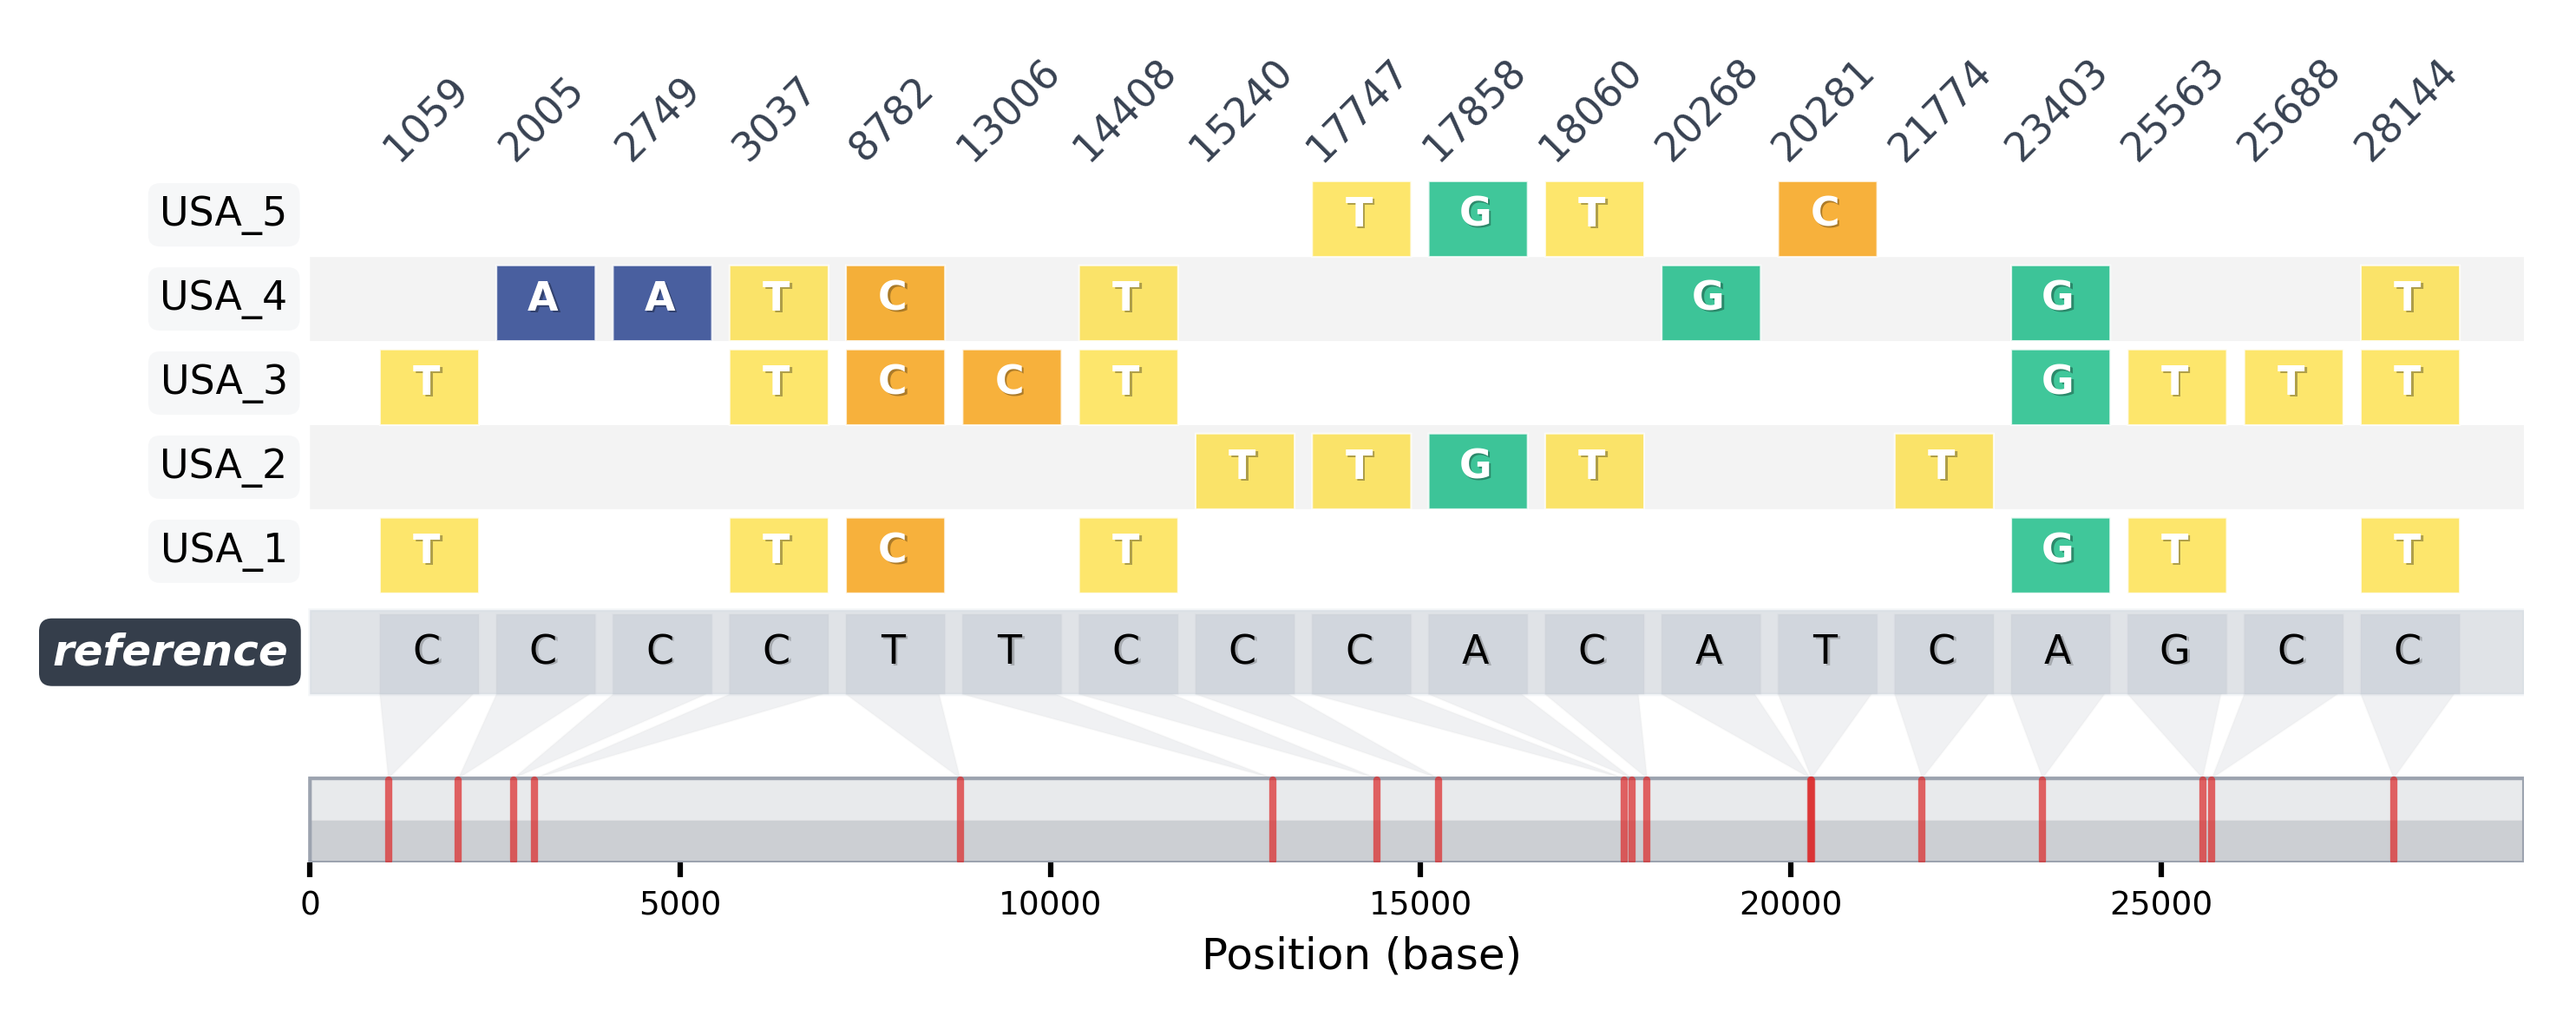 1059 2005 2749 3037 8782 13006 14408 15240 17747 17858 18060 20268 20281 21774 23403 25563 25688 28144
USA_5 T G T C
USA_4 A A T C T G G T
USA_3 T T C C T G T T T
USA_2 T T G T T
USA_1 T T C T G T T
reference C C C C T T C C C A C A T C A G C C
0 5000 10000 15000 20000 25000
Position (base)